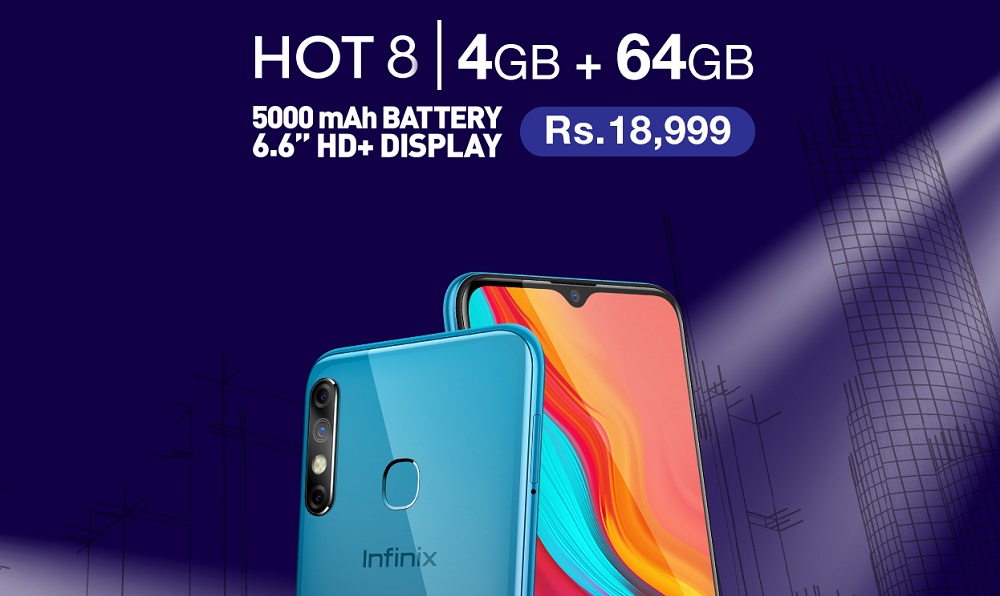 HOT 8 | 4GB + 64GB
5000 mAh BATTERY
6.6” HD+ DISPLAY
Rs.18,999
Infinix